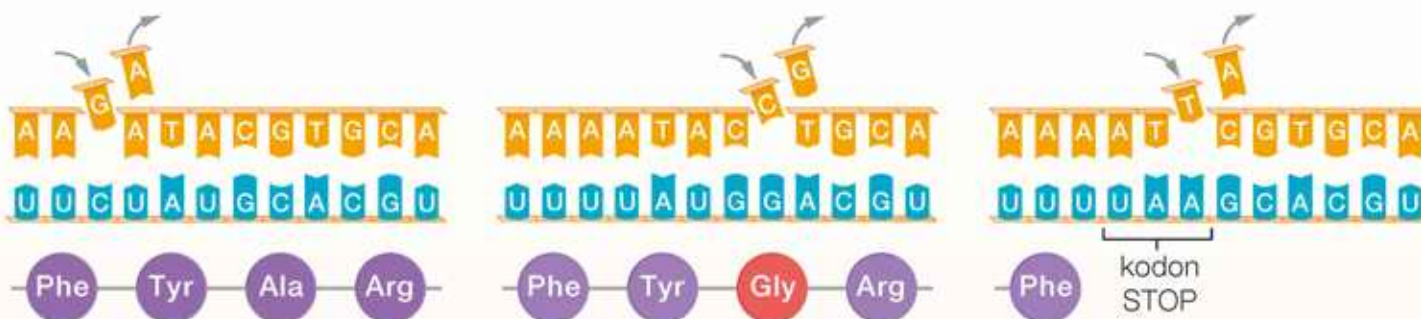 A
G
A A A T A C G T G C A
U U C U A U G C A C G U
Phe Tyr Ala Arg
G
C
A A A A T A C T G C A
U U U U A U G G A C G U
Phe Tyr Gly Arg
A
T
A A A A T C G T G C A
U U U U A A G C A C G U
Phe
kodon
STOP